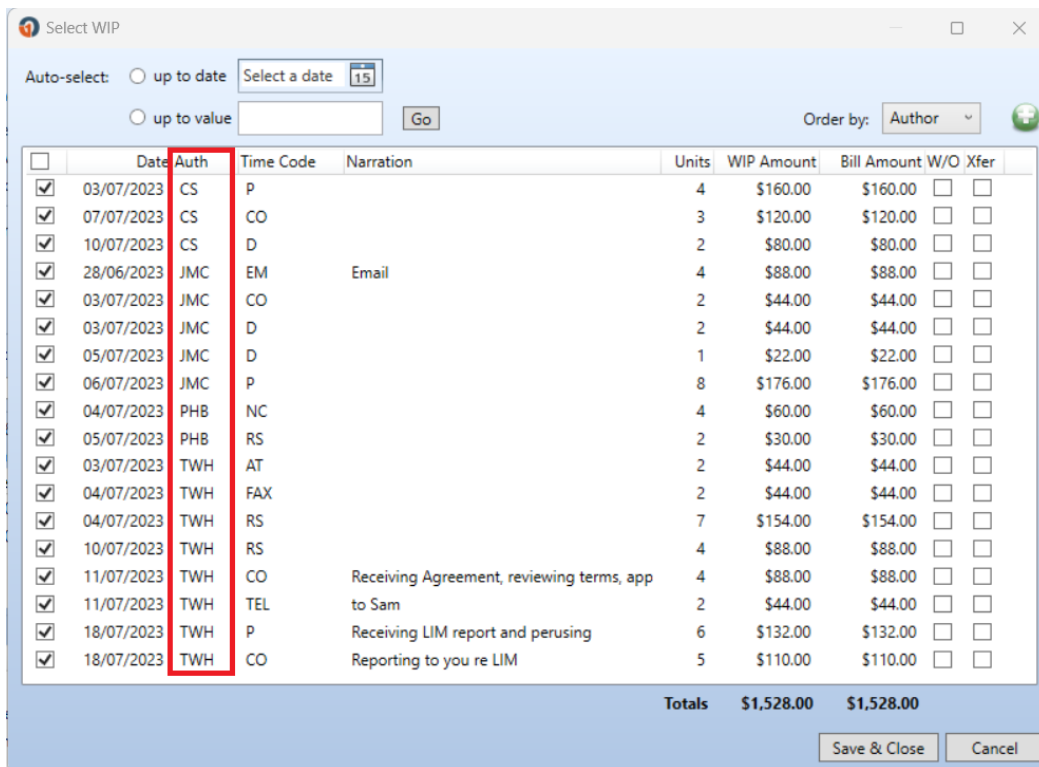 Select WIP
Auto-select: up to date Select a date 15
up to value Go Order by: Author
Date Auth Time Code Narration Units WIP Amount Bill Amount W/O Xfer
03/07/2023 CS P 4 $160.00 $160.00
07/07/2023 CS CO 3 $120.00 $120.00
10/07/2023 CS D 2 $80.00 $80.00
28/06/2023 JMC EM Email 4 $88.00 $88.00
03/07/2023 JMC CO 2 $44.00 $44.00
03/07/2023 JMC D 2 $44.00 $44.00
05/07/2023 JMC D 1 $22.00 $22.00
06/07/2023 JMC P 8 $176.00 $176.00
04/07/2023 PHB NC 4 $60.00 $60.00
05/07/2023 PHB RS 2 $30.00 $30.00
03/07/2023 TWH AT 2 $44.00 $44.00
04/07/2023 TWH FAX 2 $44.00 $44.00
04/07/2023 TWH RS 7 $154.00 $154.00
10/07/2023 TWH RS 4 $88.00 $88.00
11/07/2023 TWH CO Receiving Agreement, reviewing terms, app 4 $88.00 $88.00
11/07/2023 TWH TEL to Sam 2 $44.00 $44.00
18/07/2023 TWH P Receiving LIM report and perusing 6 $132.00 $132.00
18/07/2023 TWH CO Reporting to you re LIM 5 $110.00 $110.00
Totals $1,528.00 $1,528.00
Save & Close Cancel